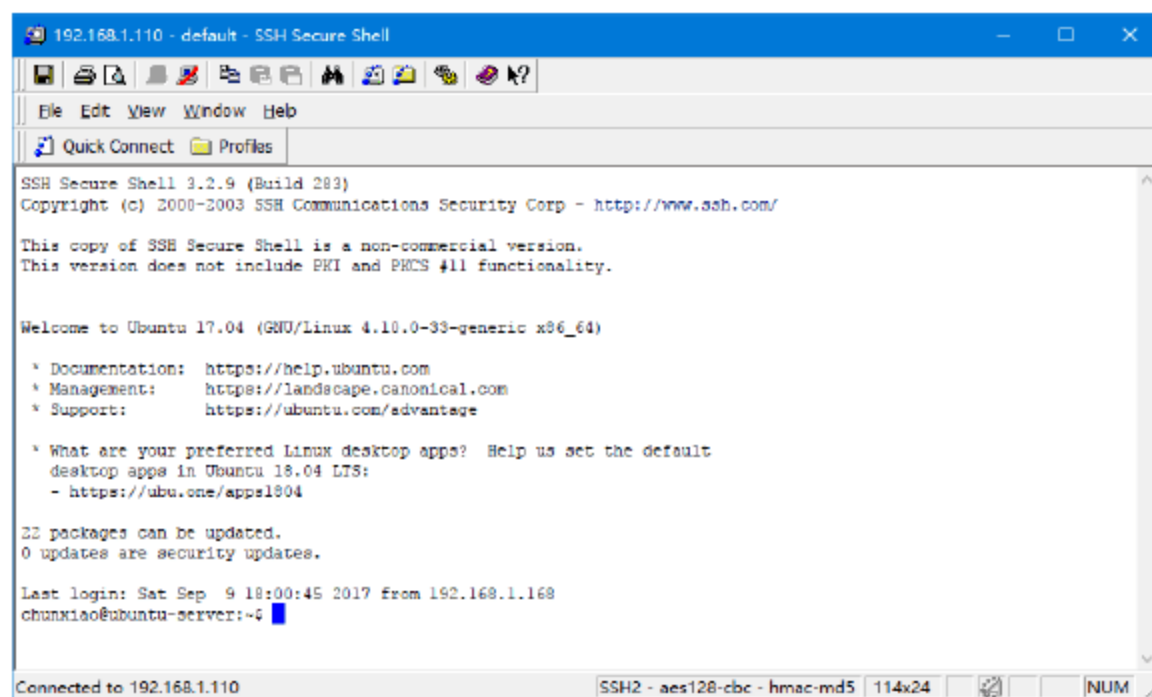 192.168.1.110 - default - SSH Secure Shell
File Edit View Window Help
Quick Connect Profiles
SSH Secure Shell 3.2.9 (Build 283)
Copyright (c) 2000-2003 SSH Communications Security Corp - http://www.ssh.com/
This copy of SSH Secure Shell is a non-commercial version.
This version does not include PKI and PKCS #11 functionality.
Welcome to Ubuntu 17.04 (GNU/Linux 4.10.0-33-generic x86_64)
* Documentation: https://help.ubuntu.com
* Management: https://landscape.canonical.com
* Support: https://ubuntu.com/advantage
* What are your preferred Linux desktop apps? Help us set the default
desktop apps in Ubuntu 18.04 LTS:
- https://ubu.one/apps1804
22 packages can be updated.
0 updates are security updates.
Last login: Sat Sep 9 18:00:45 2017 from 192.168.1.168
chunxiao@ubuntu-server:~$
Connected to 192.168.1.110 SSH2 - aes128-cbc - hmac-md5 114x24 NUM